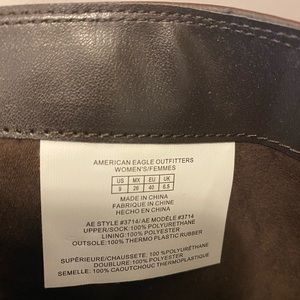 AMERICAN EAGLE OUTFITTERS
WOMEN'S/FEMMES
US MX EU UK
9 26 40 6.5
MADE IN CHINA
FABRIQUE IN CHINE
HECHO EN CHINA
AE STYLE #3714/AE MODÈLE #3714
UPPER/SOCK:100% POLYURETHANE
LINING:100% POLYESTER
OUTSOLE:100% THERMO PLASTIC RUBBER
SUPÉRIEURE/CHAUSSETTE: 100% POLYURÉTHANE
DOUBLURE:100% POLYESTER
SEMELLE: 100% CAOUTCHOUC THERMOPLASTIQUE